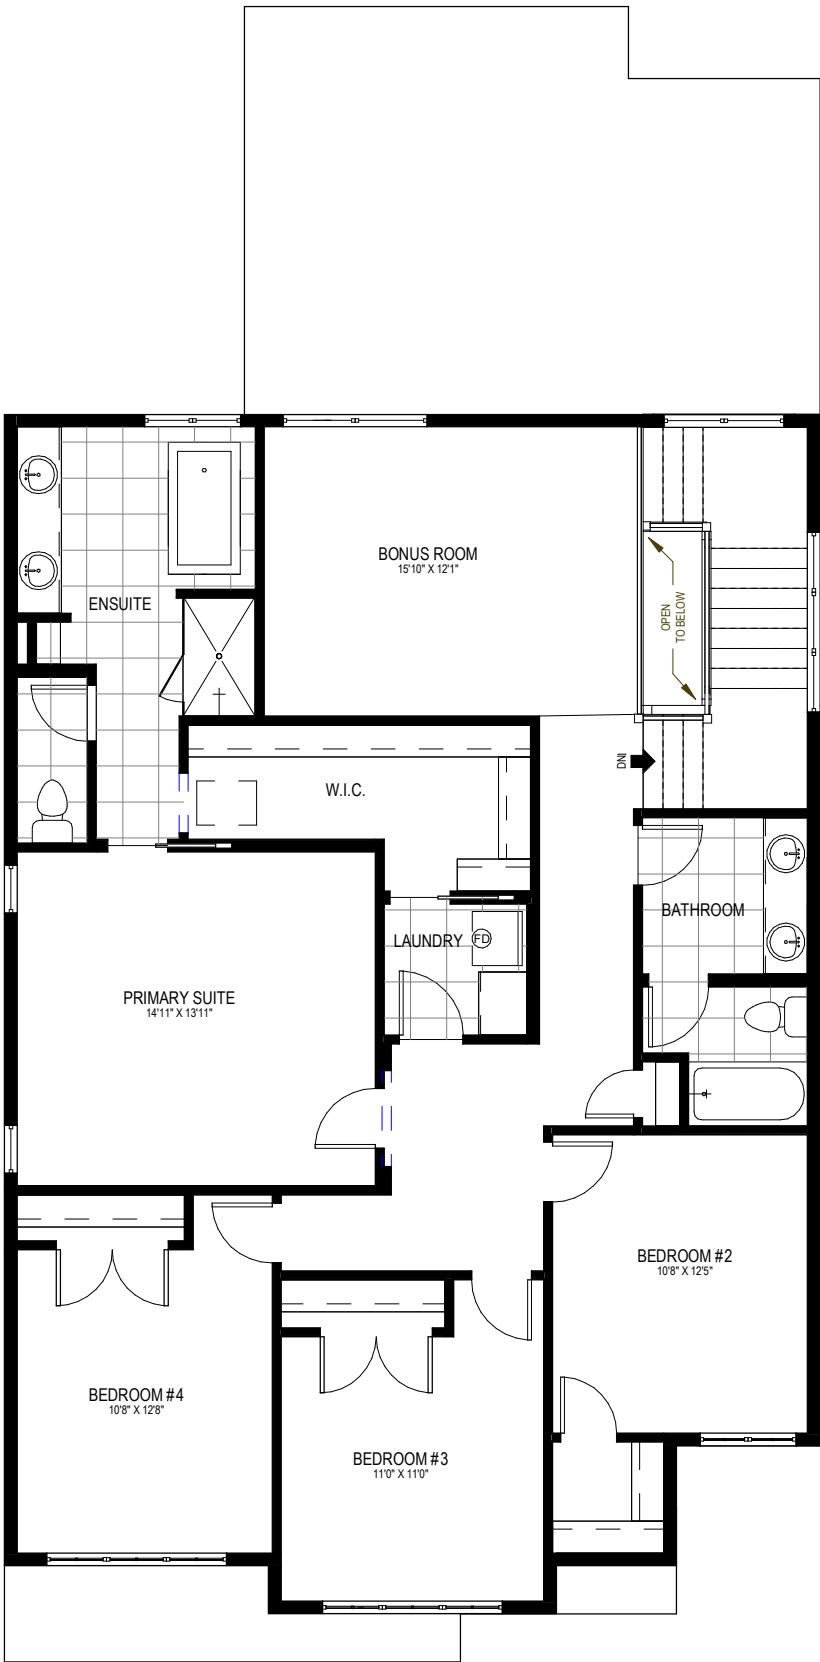 BONUS ROOM
15'10" X 12'1"
ENSUITE
OPEN
TO BELOW
DN
W.I.C.
BATHROOM
LAUNDRY
FD
PRIMARY SUITE
14'11" X 13'11"
BEDROOM #2
10'8" X 12'5"
BEDROOM #4
10'8" X 12'8"
BEDROOM #3
11'0" X 11'0"